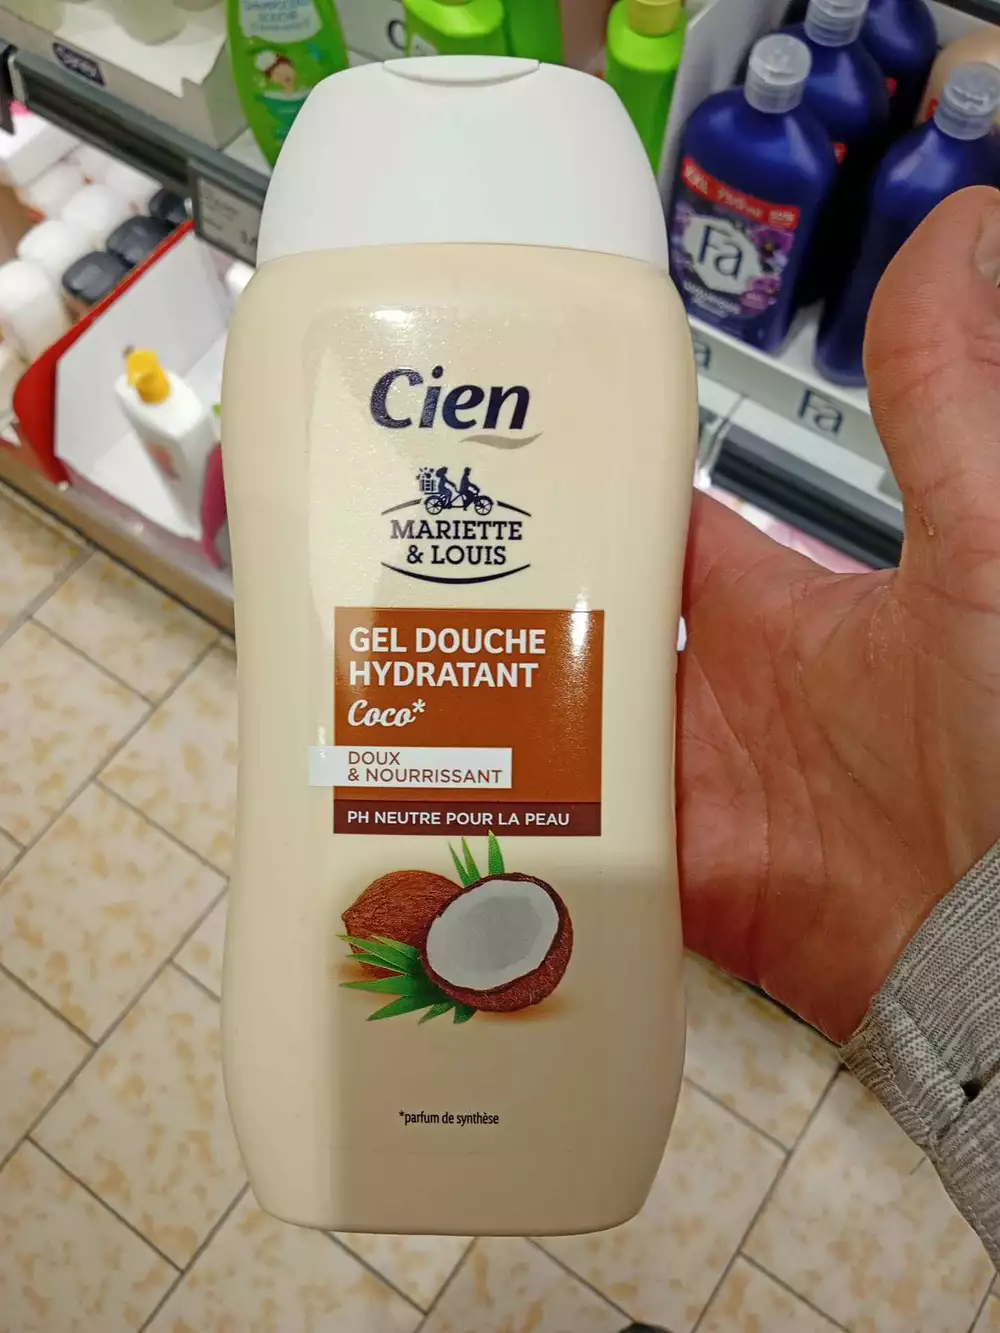 Cien
MARIETTE
& LOUIS
GEL DOUCHE
HYDRATANT
Coco*
DOUX
& NOURRISSANT
PH NEUTRE POUR LA PEAU
*parfum de synthèse
XXL
Fa
Fa